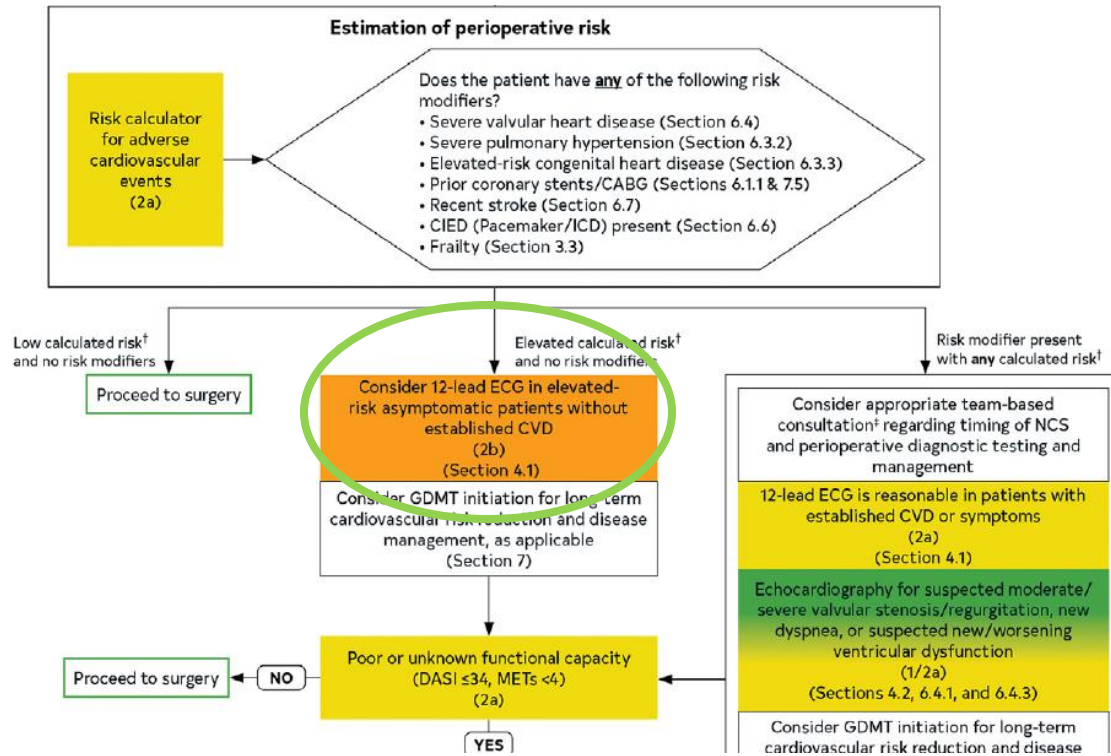 Estimation of perioperative risk
Risk calculator
for adverse
cardiovascular
events
(2a)
Does the patient have any of the following risk
modifiers?
• Severe valvular heart disease (Section 6.4)
• Severe pulmonary hypertension (Section 6.3.2)
• Elevated-risk congenital heart disease (Section 6.3.3)
• Prior coronary stents/CABG (Sections 6.1.1 & 7.5)
• Recent stroke (Section 6.7)
• CIED (Pacemaker/ICD) present (Section 6.6)
• Frailty (Section 3.3)
Low calculated risk†
and no risk modifiers
Proceed to surgery
Elevated calculated risk†
and no risk modifiers
Consider 12-lead ECG in elevated-
risk asymptomatic patients without
established CVD
(2b)
(Section 4.1)
Consider GDMT initiation for long-term
cardiovascular risk reduction and disease
management, as applicable
(Section 7)
Risk modifier present
with any calculated risk†
Consider appropriate team-based
consultation‡ regarding timing of NCS
and perioperative diagnostic testing and
management
12-lead ECG is reasonable in patients with
established CVD or symptoms
(2a)
(Section 4.1)
Echocardiography for suspected moderate/
severe valvular stenosis/regurgitation, new
dyspnea, or suspected new/worsening
ventricular dysfunction
(1/2a)
(Sections 4.2, 6.4.1, and 6.4.3)
Consider GDMT initiation for long-term
cardiovascular risk reduction and disease
Poor or unknown functional capacity
(DASI ≤34, METs <4)
(2a)
NO
Proceed to surgery
YES